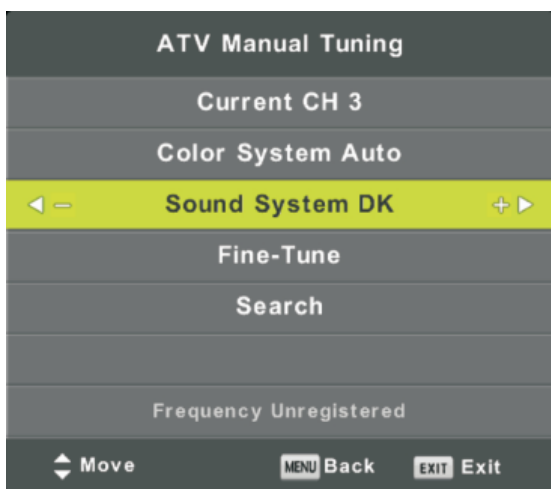 ATV Manual Tuning
Current CH 3
Color System Auto
Sound System DK
Fine-Tune
Search
Frequency Unregistered
Move MENU Back EXIT Exit